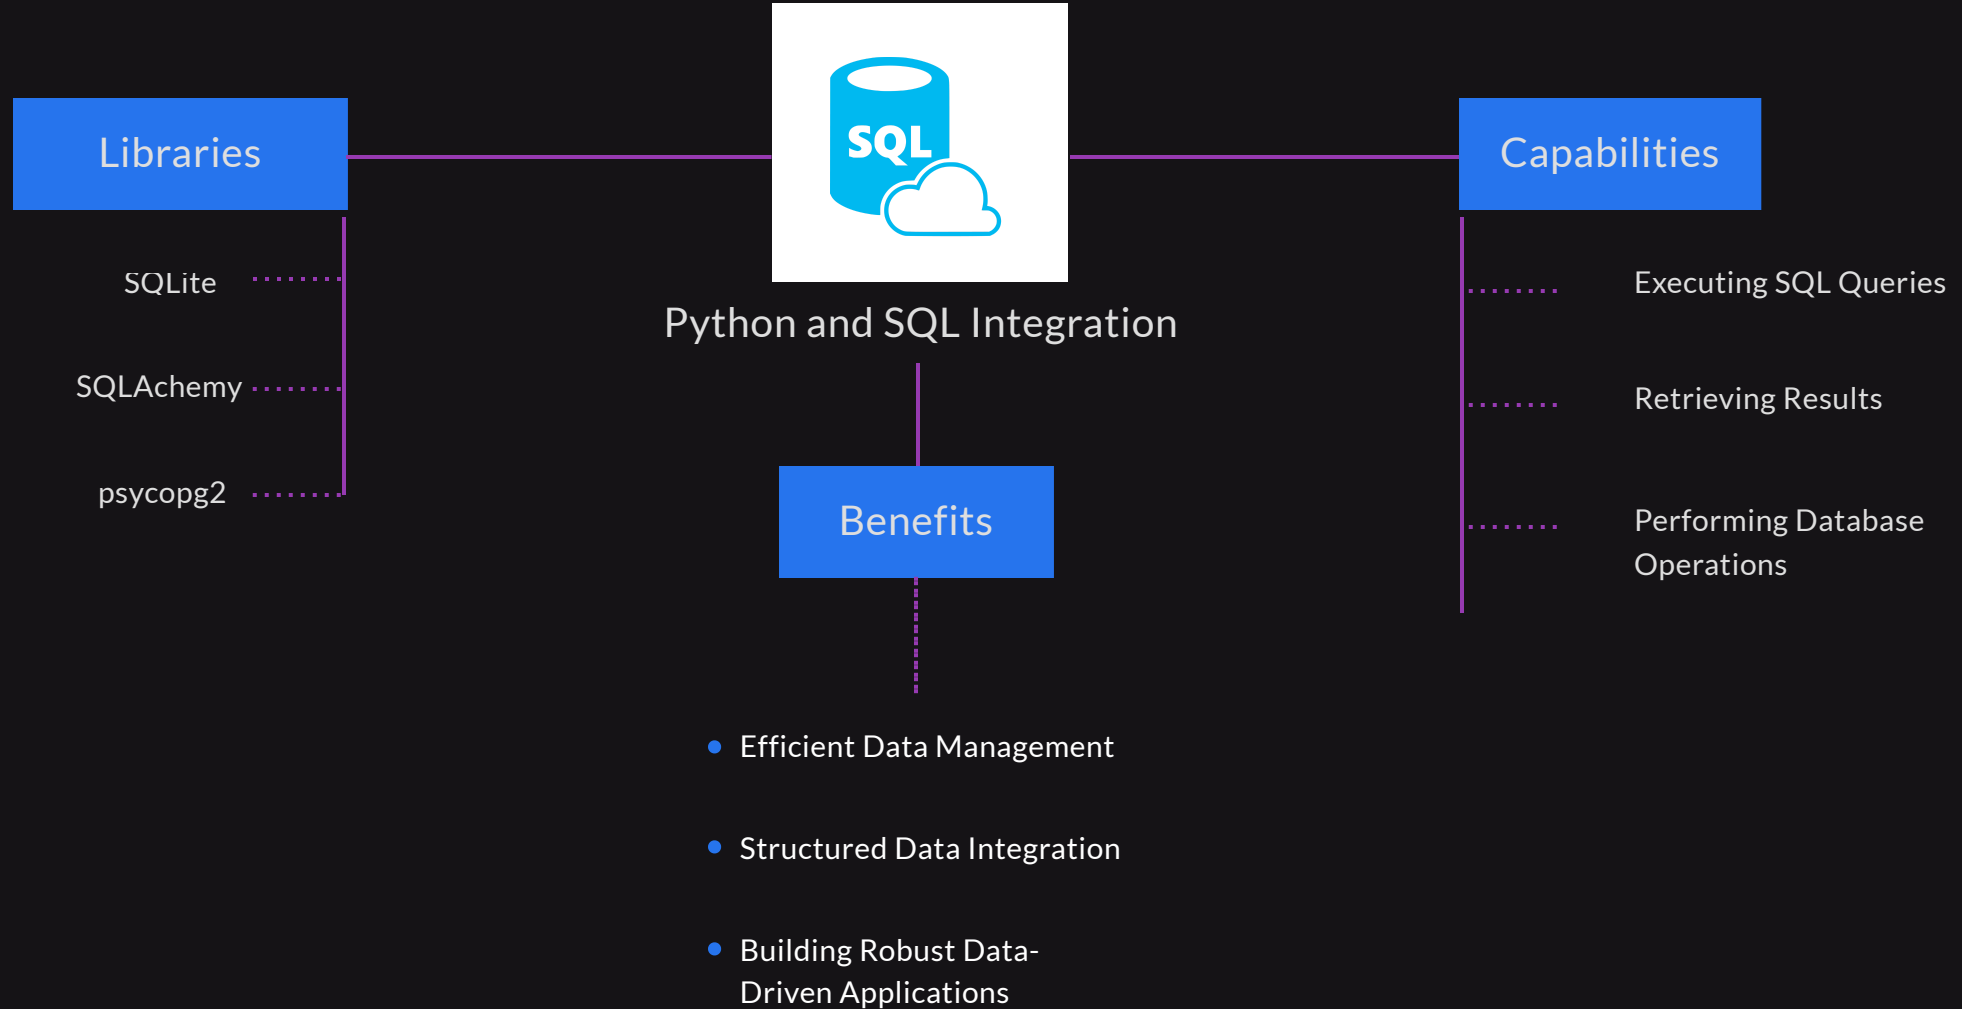 SQL
Python and SQL Integration
Libraries
SQLite
SQLAchemy
psycopg2
Benefits
Efficient Data Management
Structured Data Integration
Building Robust Data-
Driven Applications
Capabilities
Executing SQL Queries
Retrieving Results
Performing Database
Operations